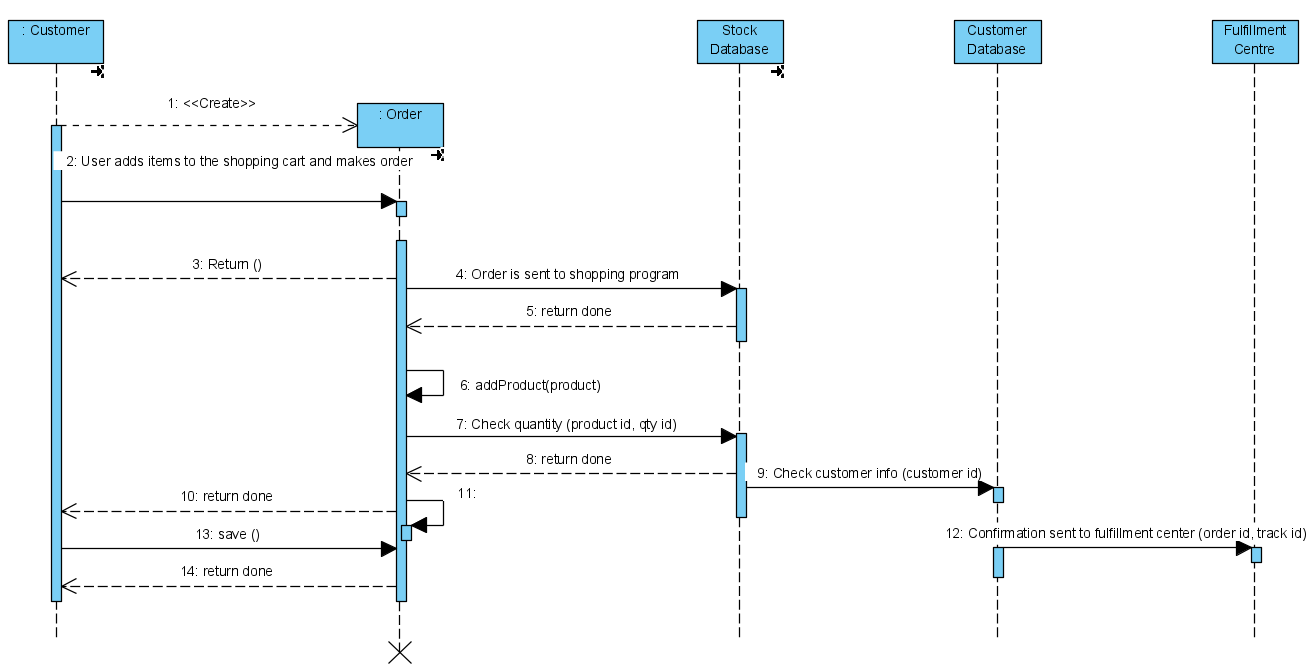 : Customer
Stock
Database
Customer
Database
Fulfillment
Centre
1: <<Create>>
: Order
2: User adds items to the shopping cart and makes order
3: Return ()
4: Order is sent to shopping program
5: return done
6: addProduct(product)
7: Check quantity (product id, qty id)
8: return done
9: Check customer info (customer id)
10: return done
11:
12: Confirmation sent to fulfillment center (order id, track id)
13: save ()
14: return done